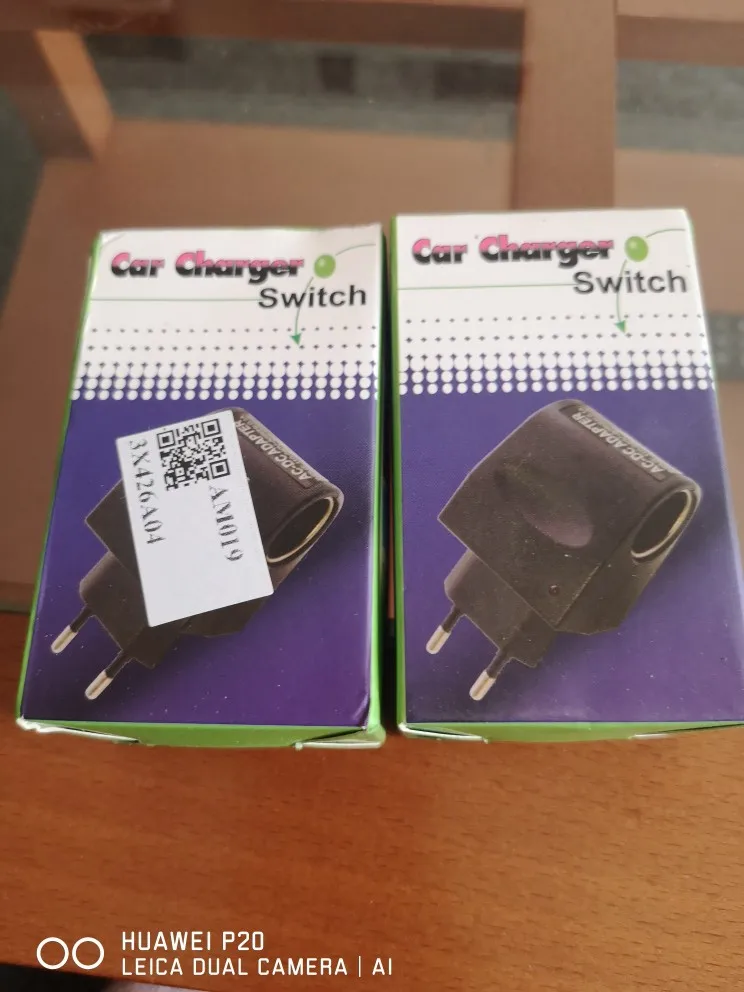 Car Charger
Switch
AC-DC ADAPTER
3X426A04
AM019
Car Charger
Switch
AC-DC ADAPTER
HUAWEI P20
LEICA DUAL CAMERA | AI